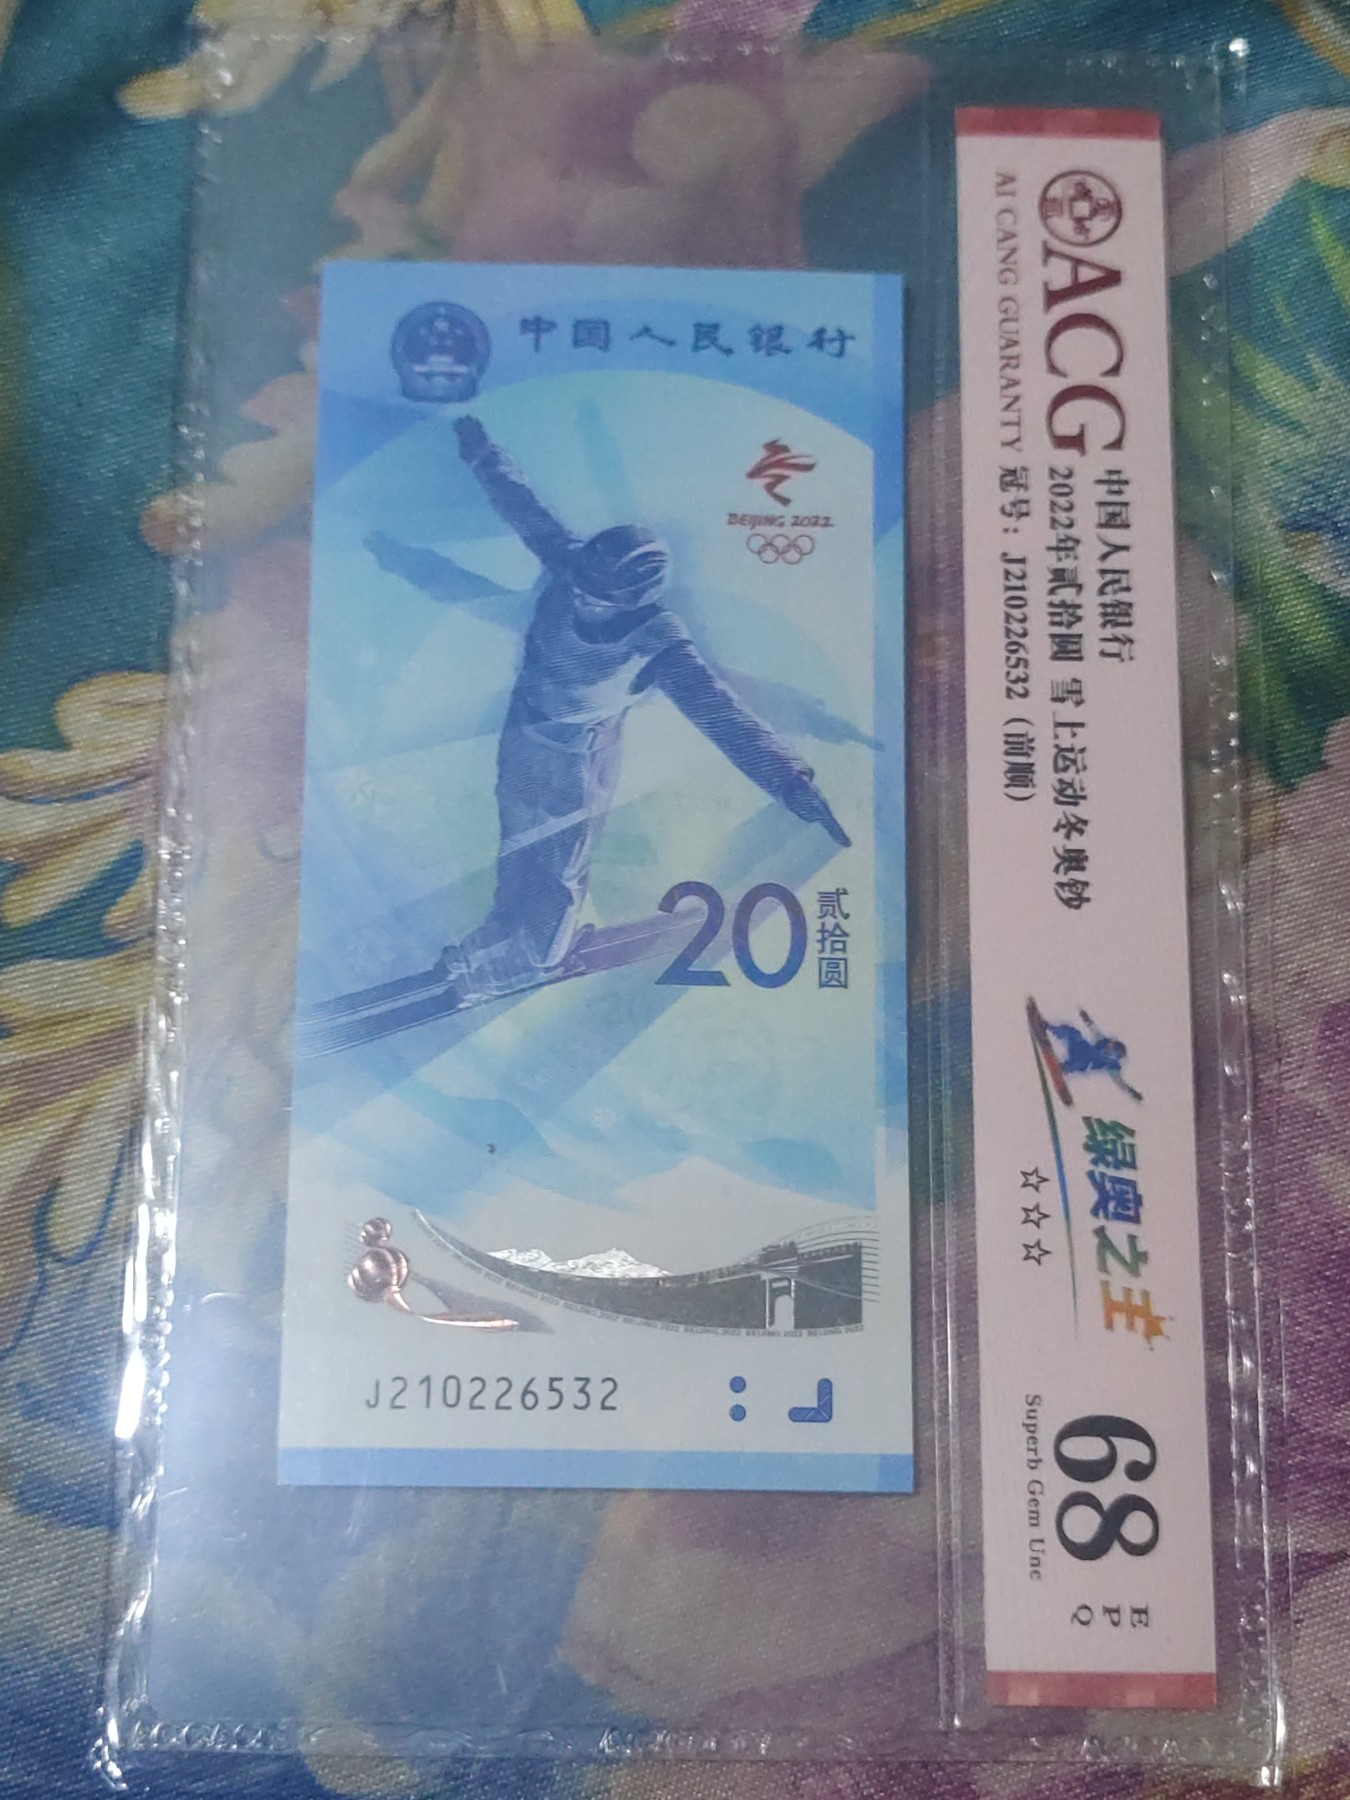 中国人民银行
BEIJING 2022
20
贰拾圆
J210226532
ACG
AI CANG GUARANTY
中国人民银行
2022年贰拾圆 雪上运动冬奥钞
冠号：J210226532（前顺）
绿奥之主
☆☆☆
68
EPQ
Superb Gem Unc